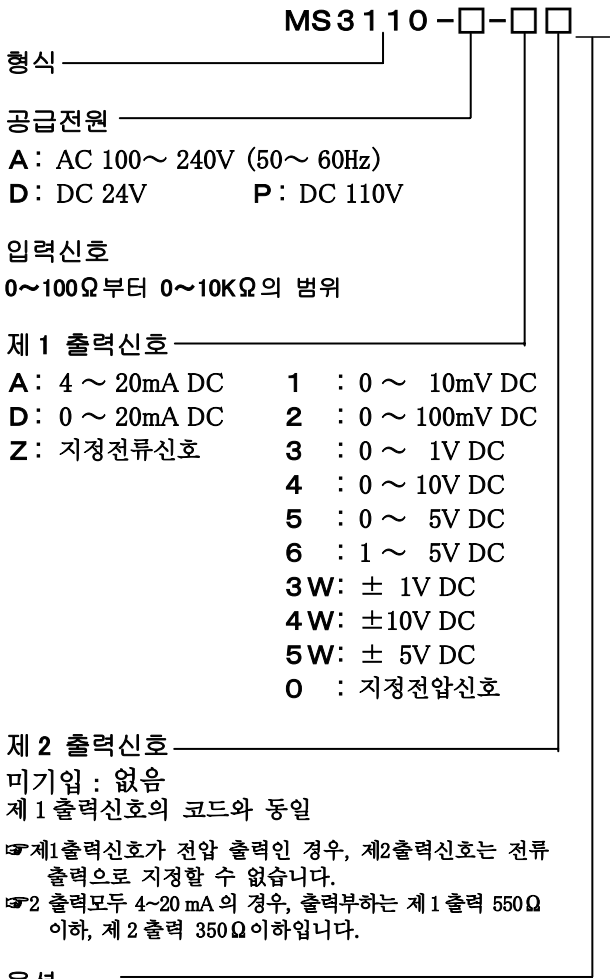 MS3110-□-□□
형식
공급전원
A: AC 100～ 240V (50～ 60Hz)
D: DC 24V P: DC 110V
입력신호
0～100Ω부터 0～10KΩ의 범위
제 1 출력신호
A: 4 ～ 20mA DC 1 : 0 ～ 10mV DC
D: 0 ～ 20mA DC 2 : 0 ～ 100mV DC
Z: 지정전류신호 3 : 0 ～ 1V DC
4 : 0 ～ 10V DC
5 : 0 ～ 5V DC
6 : 1 ～ 5V DC
3W: ± 1V DC
4W: ±10V DC
5W: ± 5V DC
0 : 지정전압신호
제 2 출력신호
미기입 : 없음
제 1 출력신호의 코드와 동일
☞제1출력신호가 전압 출력인 경우, 제2출력신호는 전류
출력으로 지정할 수 없습니다.
☞2 출력모두 4~20 mA 의 경우, 출력부하는 제 1 출력 550Ω
이하, 제 2 출력 350Ω이하입니다.